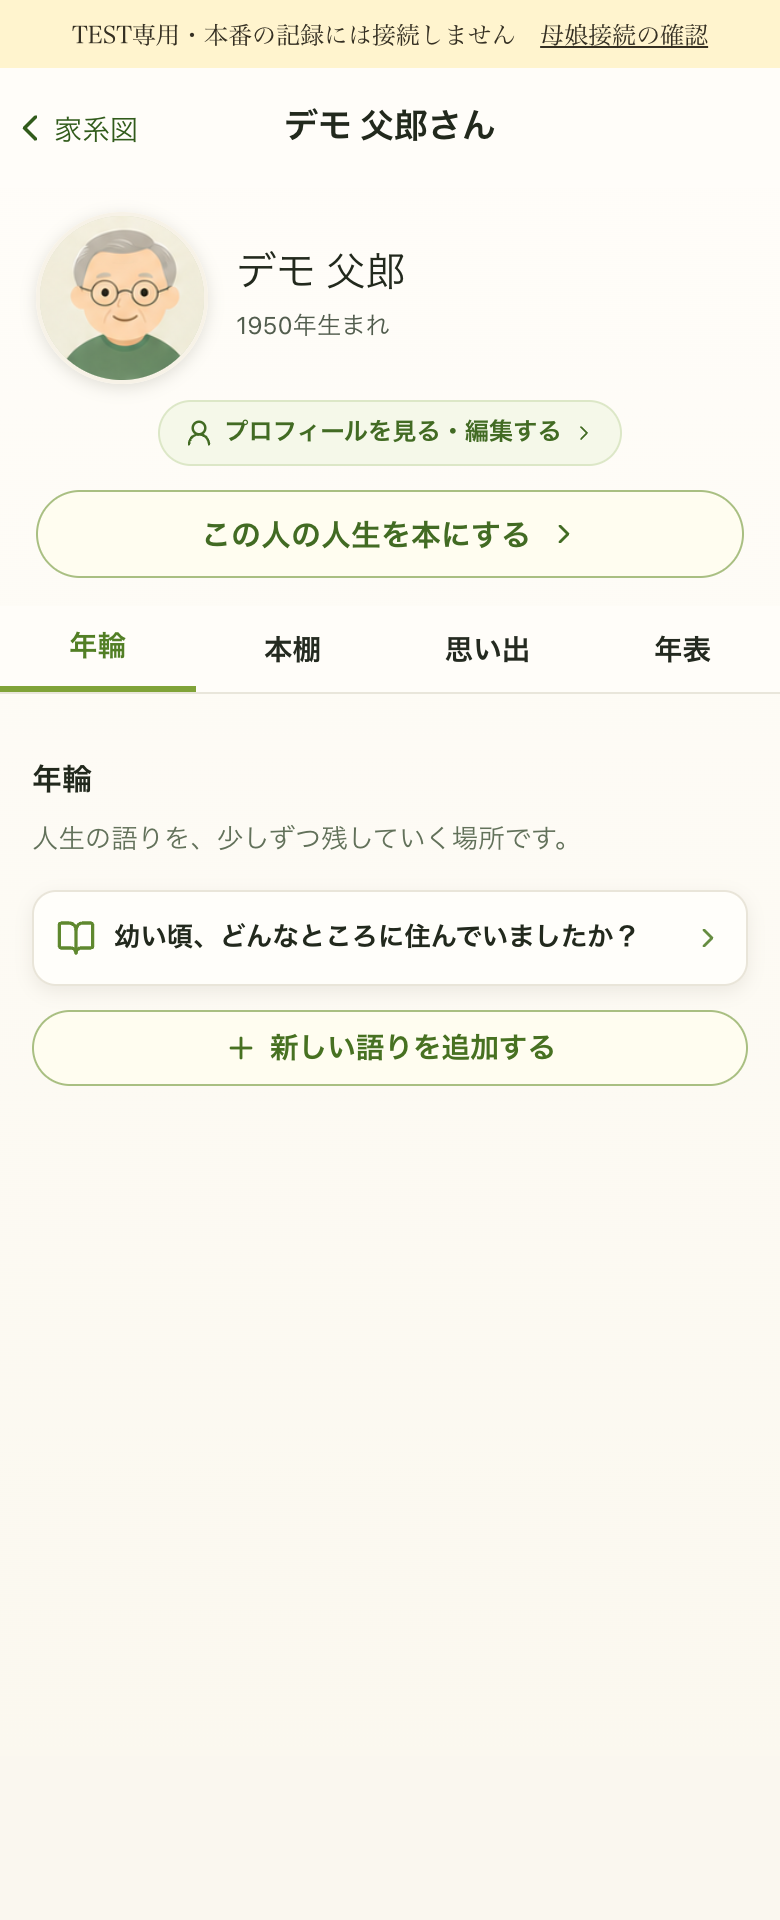 TEST専用・本番の記録には接続しません 母娘接続の確認
家系図
デモ 父郎さん
デモ 父郎
1950年生まれ
プロフィールを見る・編集する
この人の人生を本にする
年輪 本棚 思い出 年表
年輪
人生の語りを、少しずつ残していく場所です。
幼い頃、どんなところに住んでいましたか？
新しい語りを追加する